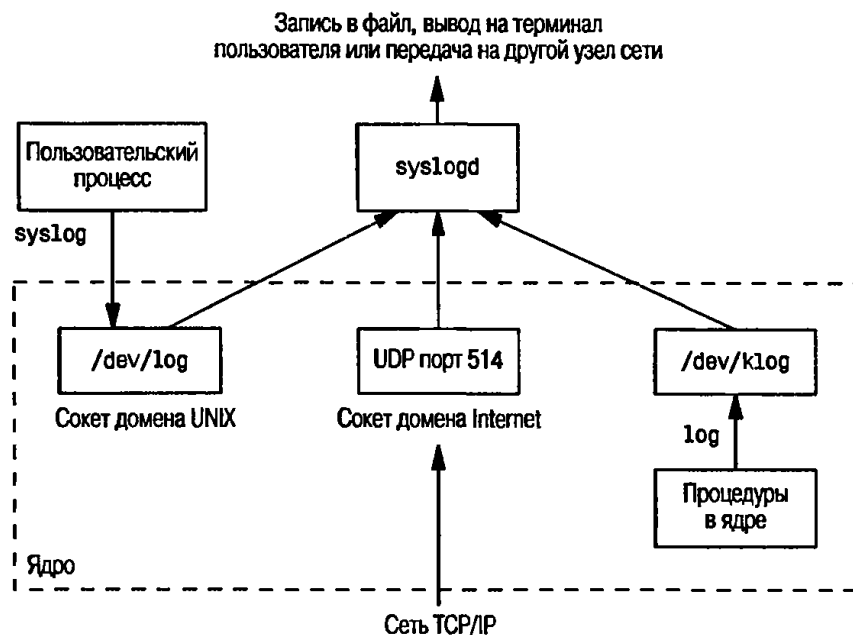 Запись в файл, вывод на терминал
пользователя или передача на другой узел сети
Пользовательский
процесс
syslogd
syslog
/dev/log
UDP порт 514
/dev/klog
Сокет домена UNIX
Сокет домена Internet
log
Процедуры
в ядре
Ядро
Сеть TCP/IP